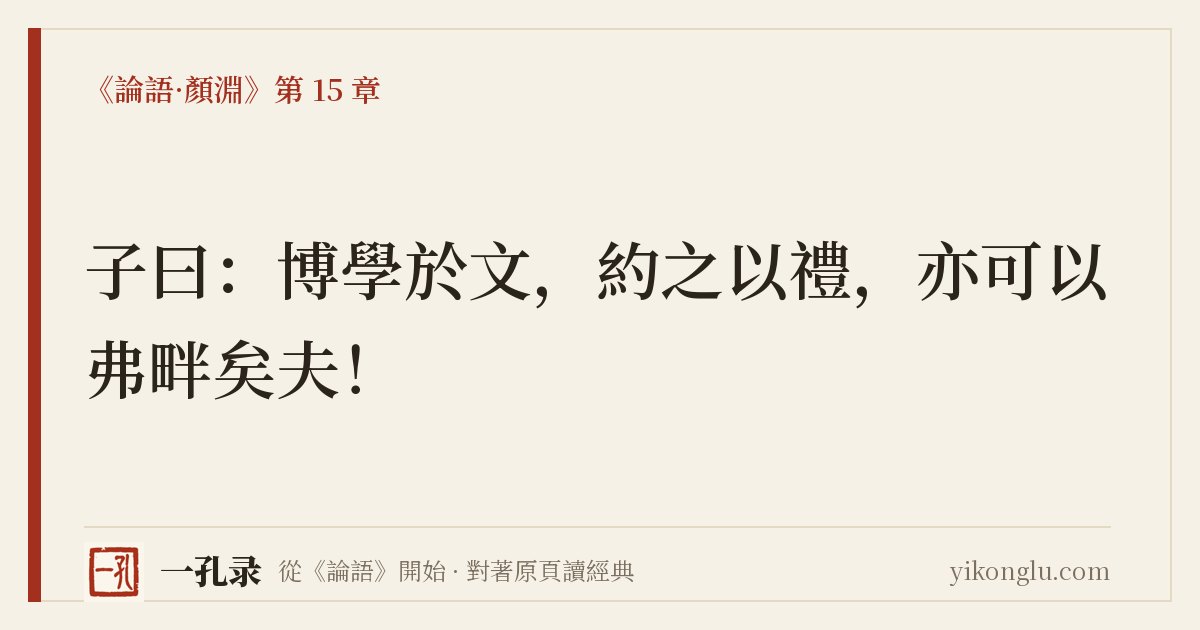 《論語·顏淵》第 15 章
子曰：博學於文，約之以禮，亦可以
弗畔矣夫！
一孔
一孔录 從《論語》開始 · 對著原頁讀經典
yikonglu.com